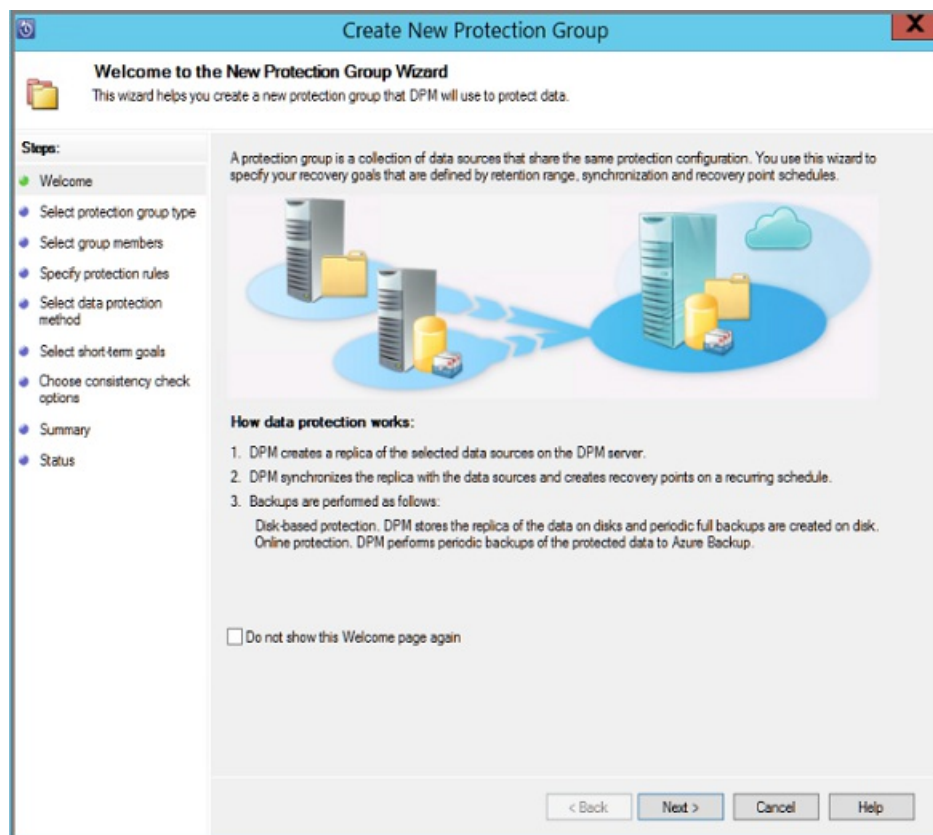 Create New Protection Group
X
Welcome to the New Protection Group Wizard
This wizard helps you create a new protection group that DPM will use to protect data.
Steps:
Welcome
Select protection group type
Select group members
Specify protection rules
Select data protection
method
Select short-term goals
Choose consistency check
options
Summary
Status
A protection group is a collection of data sources that share the same protection configuration. You use this wizard to
specify your recovery goals that are defined by retention range, synchronization and recovery point schedules.
How data protection works:
1. DPM creates a replica of the selected data sources on the DPM server.
2. DPM synchronizes the replica with the data sources and creates recovery points on a recurring schedule.
3. Backups are performed as follows:
Disk-based protection. DPM stores the replica of the data on disks and periodic full backups are created on disk.
Online protection. DPM performs periodic backups of the protected data to Azure Backup.
Do not show this Welcome page again
< Back Next > Cancel Help